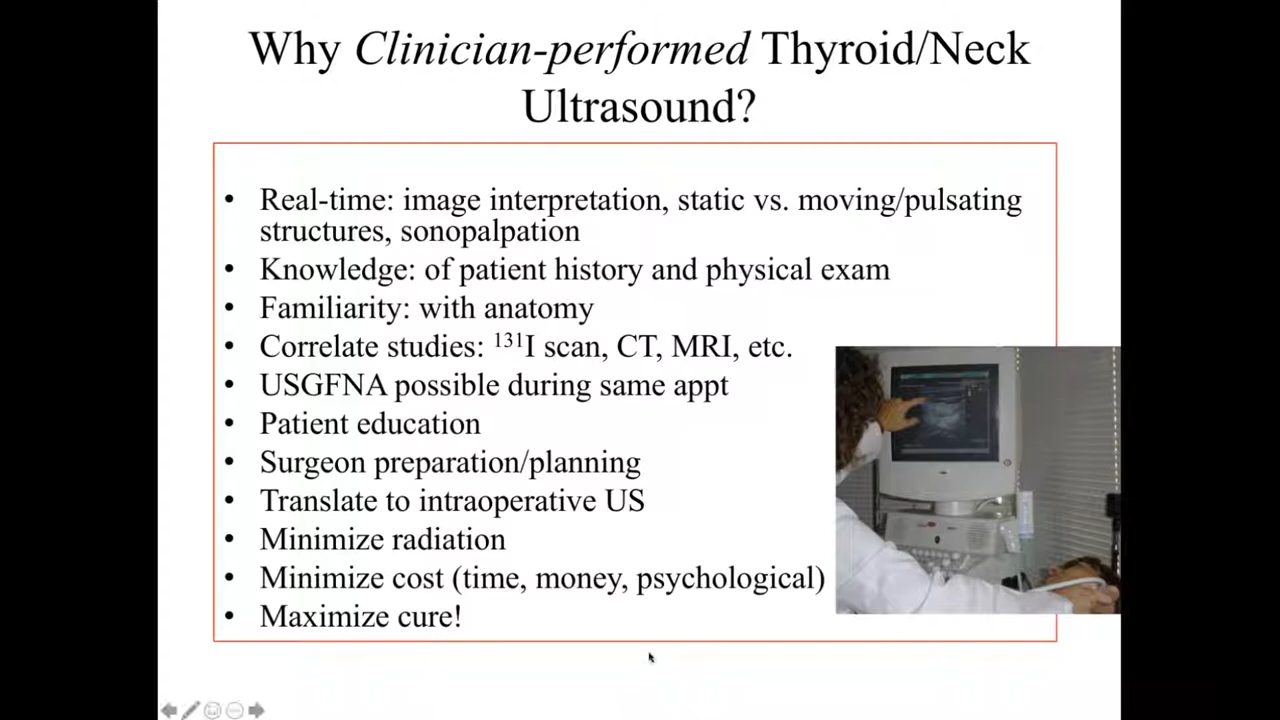 Why Clinician-performed Thyroid/Neck
Ultrasound?
• Real-time: image interpretation, static vs. moving/pulsating
structures, sonopalpation
• Knowledge: of patient history and physical exam
• Familiarity: with anatomy
• Correlate studies: ¹³¹I scan, CT, MRI, etc.
• USGFNA possible during same appt
• Patient education
• Surgeon preparation/planning
• Translate to intraoperative US
• Minimize radiation
• Minimize cost (time, money, psychological)
• Maximize cure!